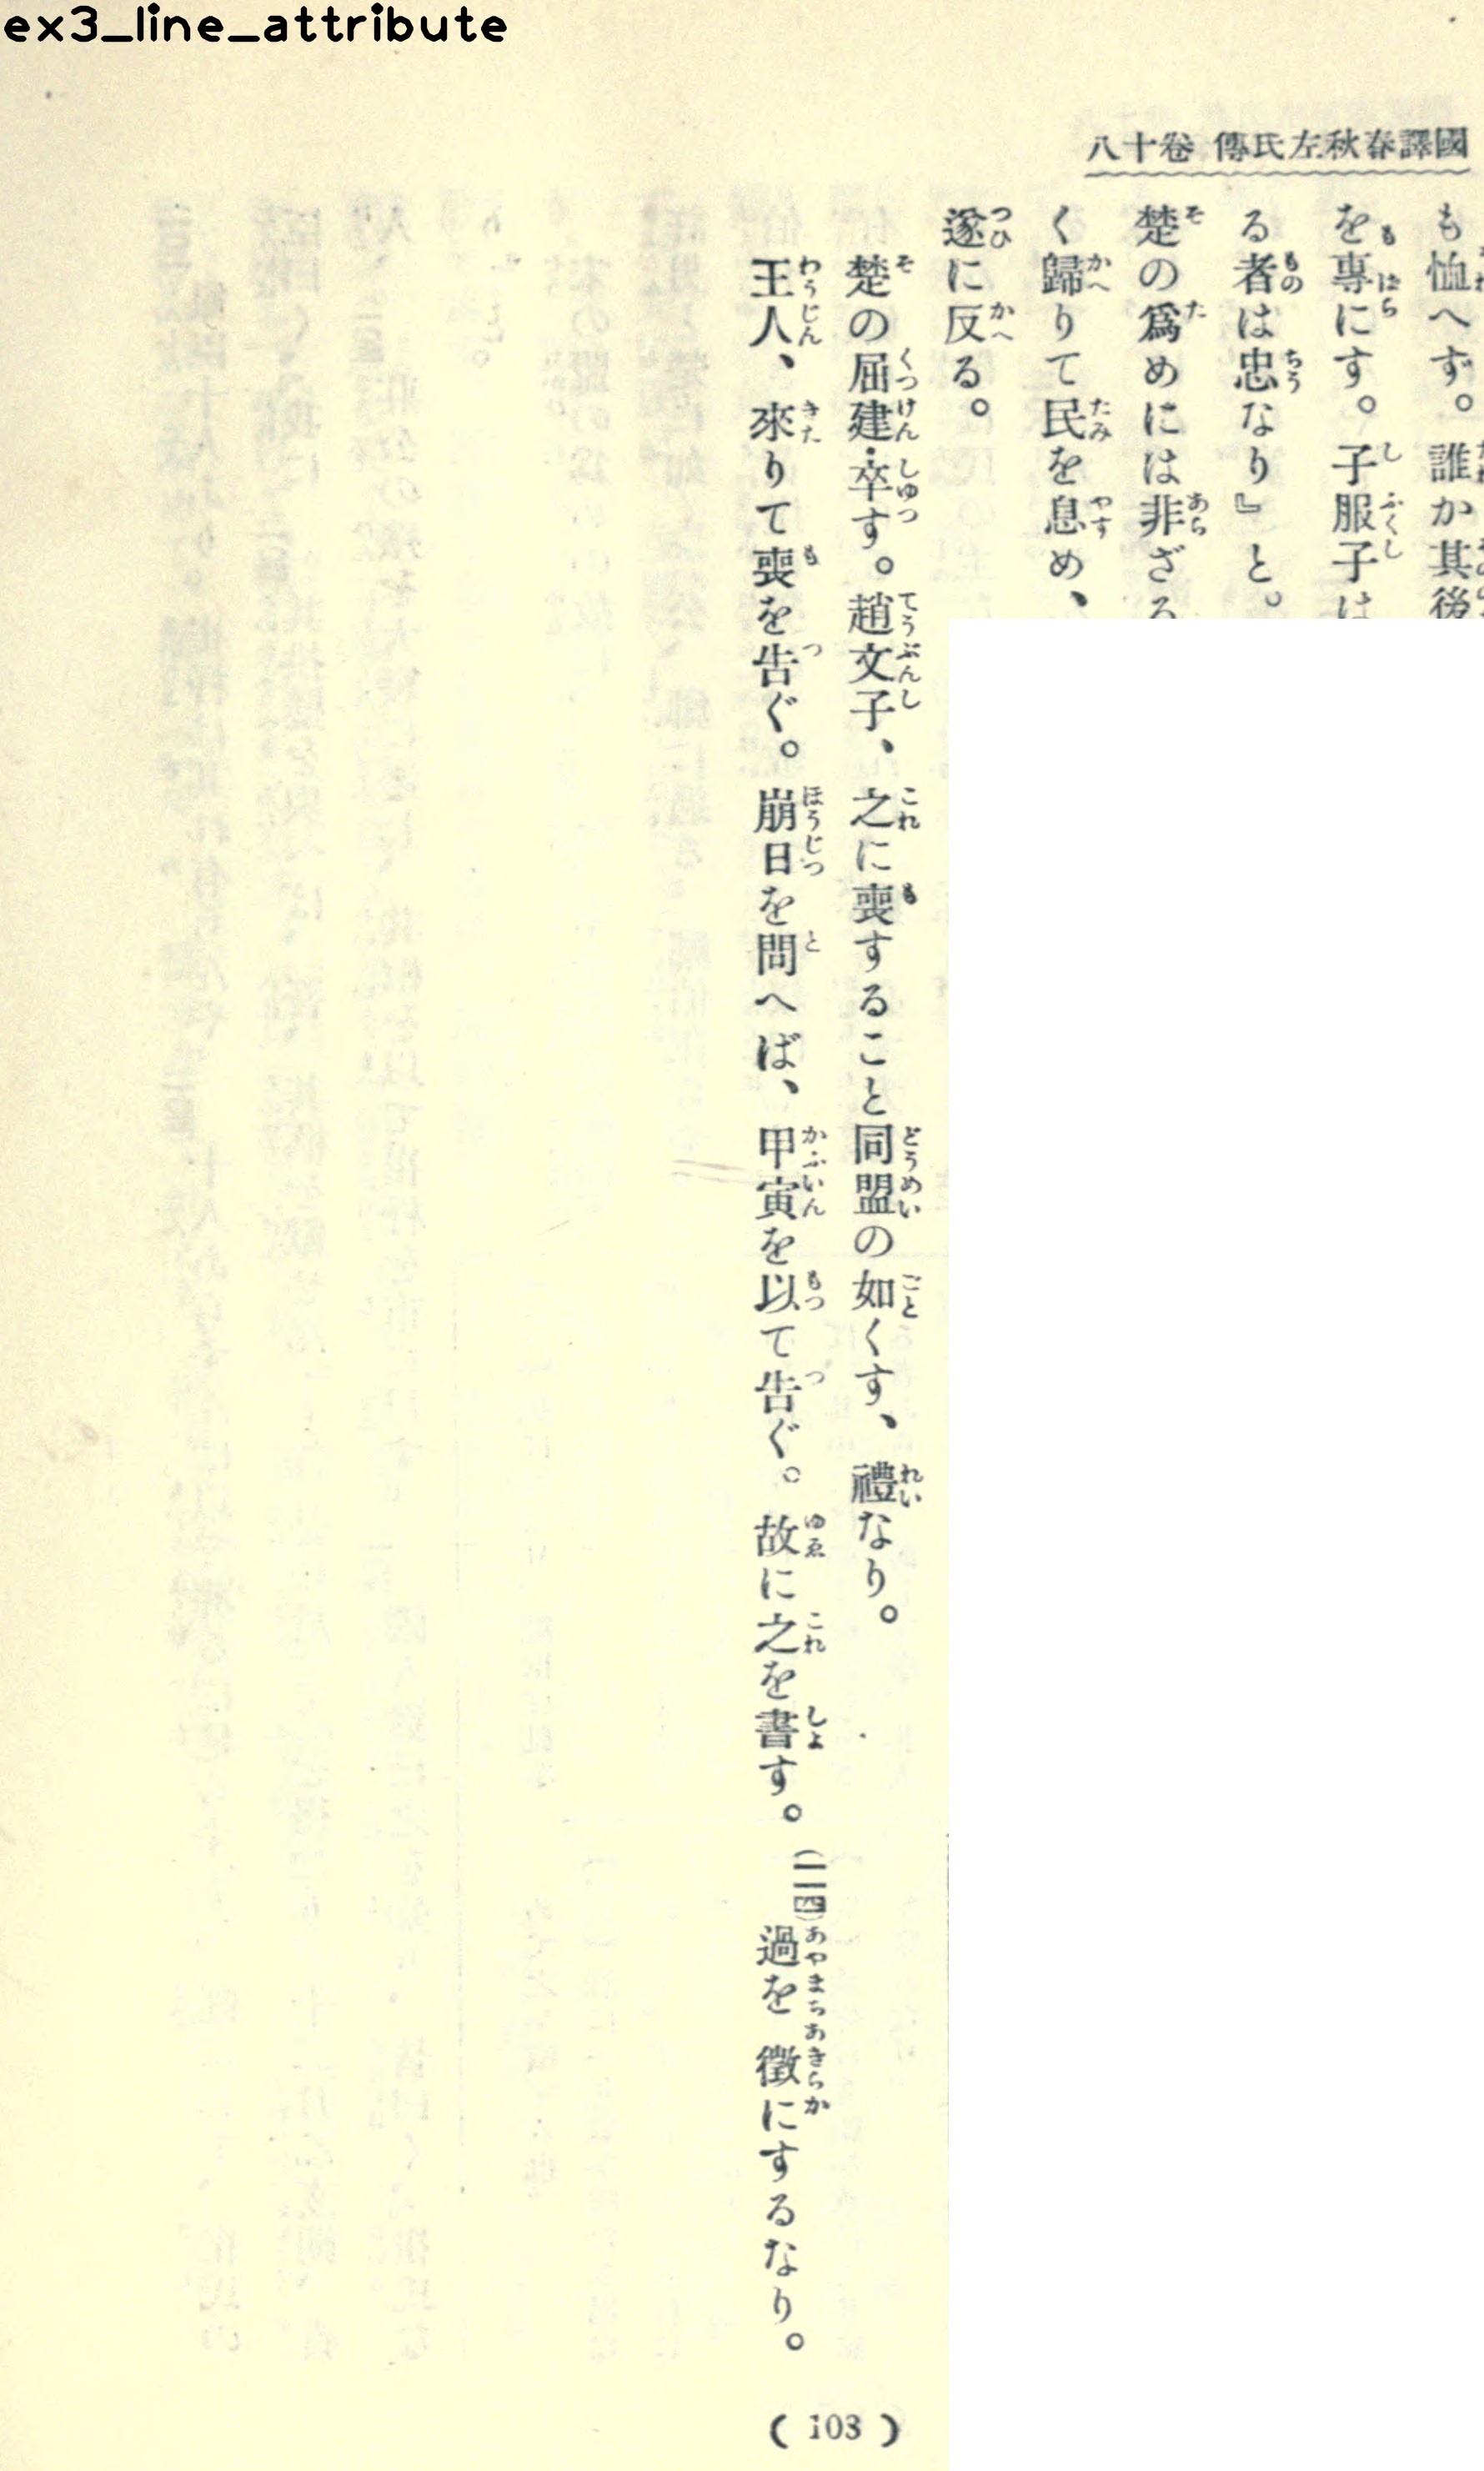 ex3_line_attribute
國譯春秋左氏傳 卷十八
も恤へず。誰か其後
を專にす。子服子は
る者は忠なり』と。
楚の爲めには非ざる
く歸りて民を息め、
遂に反る。
楚の屈建・卒す。趙文子、之に喪すること同盟の如くす、禮なり。
王人、來りて喪を告ぐ。崩日を問へば、甲寅を以て告ぐ。故に之を書す。(二四)過を徴にするなり。
( 103 )